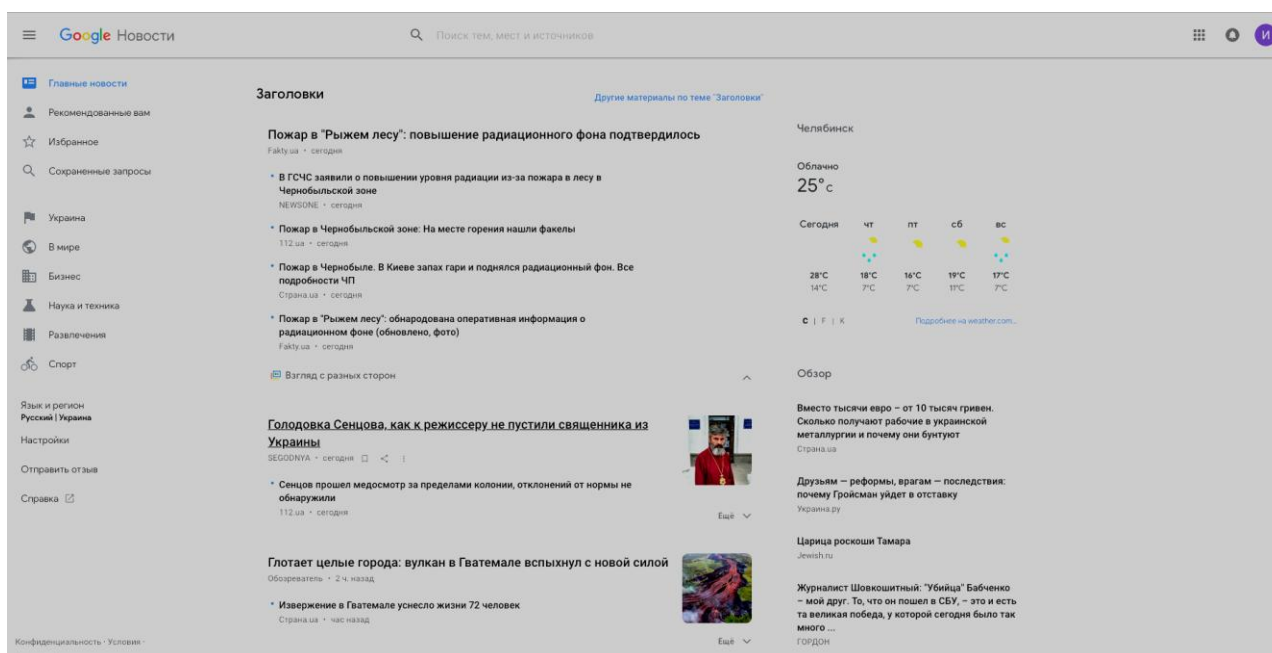 Google Новости
Поиск тем, мест и источников
И
Главные новости
Рекомендованные вам
Избранное
Сохраненные запросы
Украина
В мире
Бизнес
Наука и техника
Развлечения
Спорт
Язык и регион
Русский | Украина
Настройки
Отправить отзыв
Справка
Конфиденциальность · Условия ·
Заголовки
Другие материалы по теме "Заголовки"
Пожар в "Рыжем лесу": повышение радиационного фона подтвердилось
Fakty.ua • сегодня
• В ГСЧС заявили о повышении уровня радиации из-за пожара в лесу в
Чернобыльской зоне
NEWSONE • сегодня
• Пожар в Чернобыльской зоне: На месте горения нашли факелы
112.ua • сегодня
• Пожар в Чернобыле. В Киеве запах гари и поднялся радиационный фон. Все
подробности ЧП
Страна.ua • сегодня
• Пожар в "Рыжем лесу": обнародована оперативная информация о
радиационном фоне (обновлено, фото)
Fakty.ua • сегодня
Взгляд с разных сторон
Голодовка Сенцова, как к режиссеру не пустили священника из
Украины
SEGODNYA • сегодня
• Сенцов прошел медосмотр за пределами колонии, отклонений от нормы не
обнаружили
112.ua • сегодня
Ещё
Глотает целые города: вулкан в Гватемале вспыхнул с новой силой
Обозреватель • 2 ч. назад
• Извержение в Гватемале унесло жизни 72 человек
Страна.ua • час назад
Ещё
Челябинск
Облачно
25°C
Сегодня чт пт сб вс
28°C 18°C 16°C 19°C 17°C
14°C 7°C 7°C 11°C 7°C
C | F | K
Подробнее на weather.com...
Обзор
Вместо тысячи евро – от 10 тысяч гривен.
Сколько получают рабочие в украинской
металлургии и почему они бунтуют
Страна.ua
Друзьям — реформы, врагам — последствия:
почему Гройсман уйдет в отставку
Украина.ру
Царица роскоши Тамара
Jewish.ru
Журналист Шовкошитный: "Убийца" Бабченко
– мой друг. То, что он пошел в СБУ, – это и есть
та великая победа, у которой сегодня было так
много ...
ГОРДОН